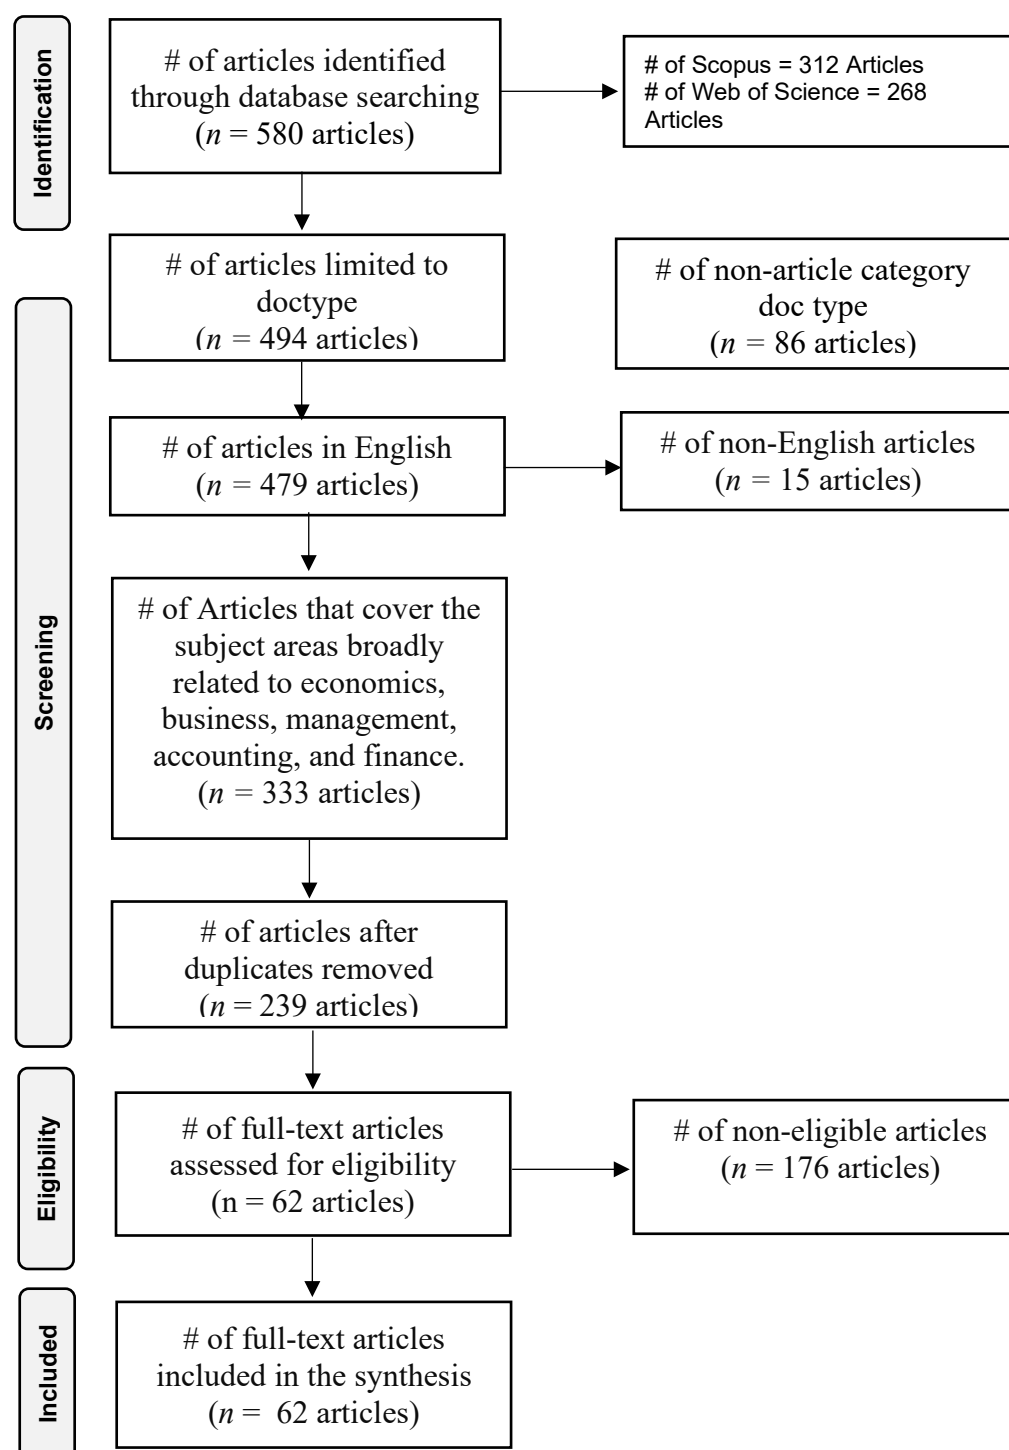 Identification
# of articles identified
through database searching
(n = 580 articles)
# of Scopus = 312 Articles
# of Web of Science = 268
Articles
Screening
# of articles limited to
doctype
(n = 494 articles)
# of non-article category
doc type
(n = 86 articles)
# of articles in English
(n = 479 articles)
# of non-English articles
(n = 15 articles)
# of Articles that cover the
subject areas broadly
related to economics,
business, management,
accounting, and finance.
(n = 333 articles)
# of articles after
duplicates removed
(n = 239 articles)
Eligibility
# of full-text articles
assessed for eligibility
(n = 62 articles)
# of non-eligible articles
(n = 176 articles)
Included
# of full-text articles
included in the synthesis
(n = 62 articles)